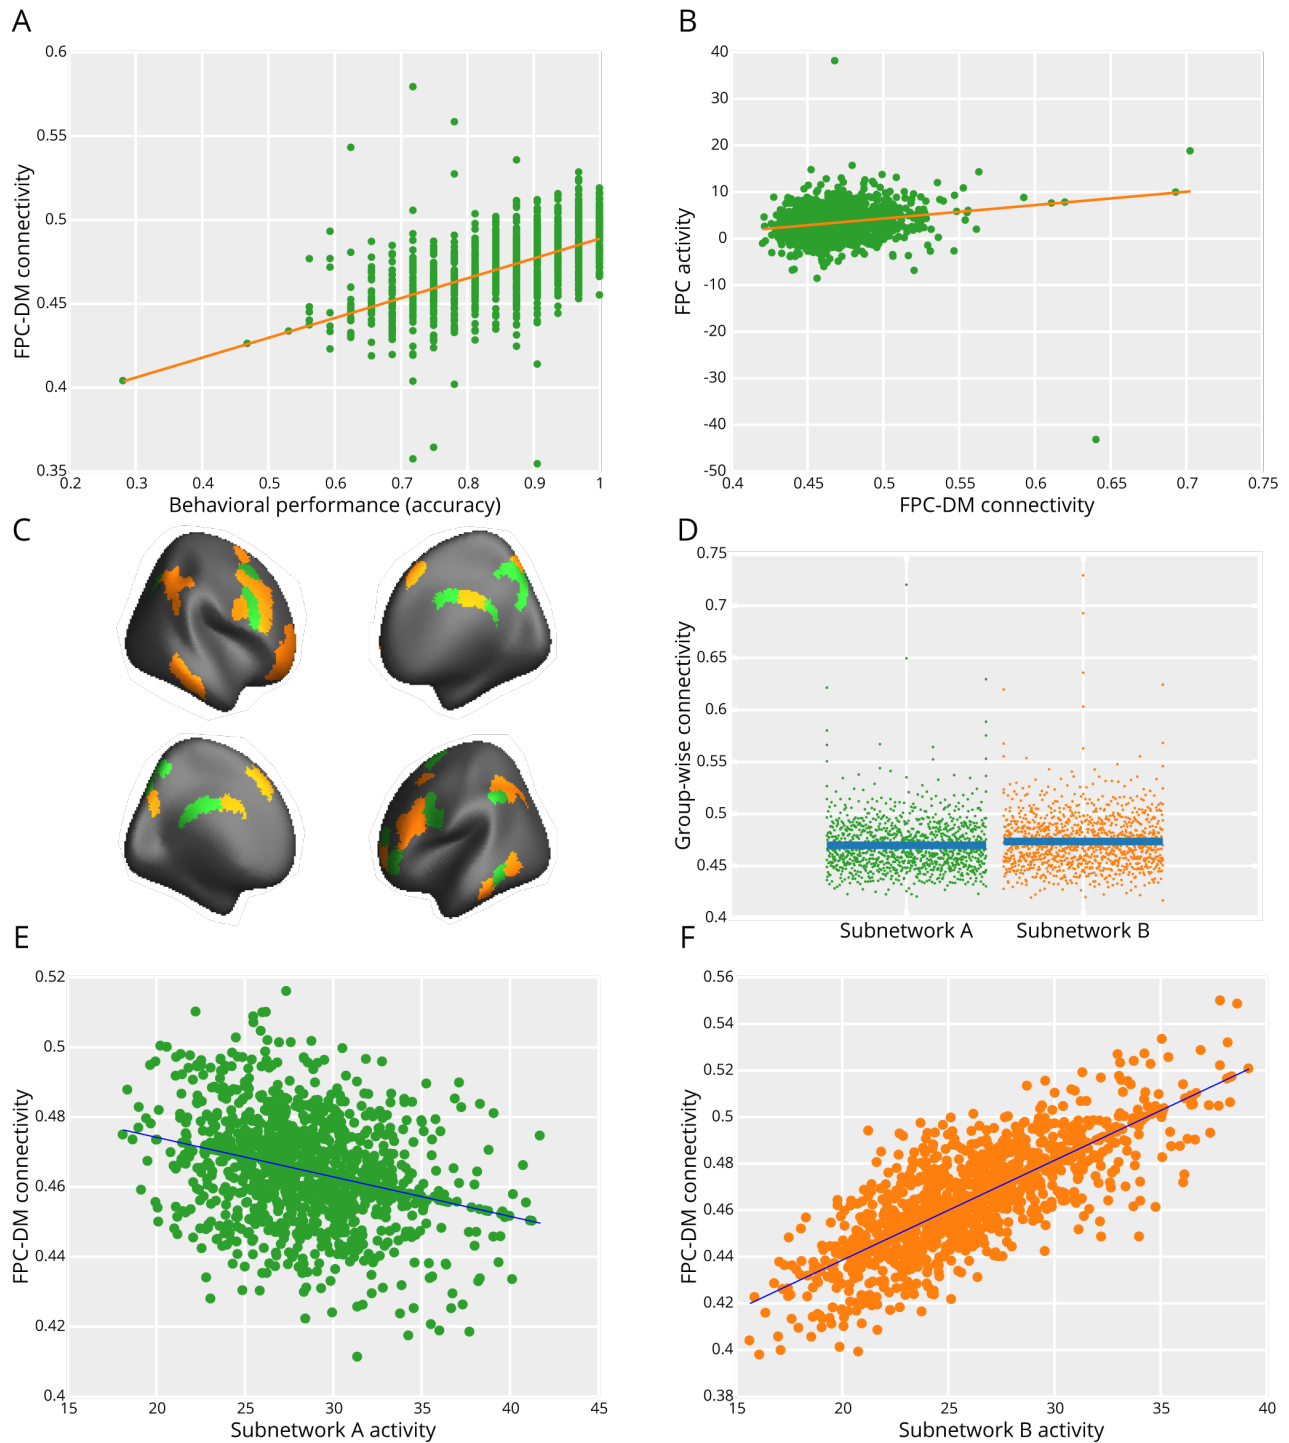 A
0.6
0.55
0.5
0.45
0.4
0.35
FPC-DM connectivity
0.2 0.3 0.4 0.5 0.6 0.7 0.8 0.9 1
Behavioral performance (accuracy)
B
40
30
20
10
0
-10
-20
-30
-40
-50
FPC activity
0.4 0.45 0.5 0.55 0.6 0.65 0.7 0.75
FPC-DM connectivity
C
D
0.75
0.7
0.65
0.6
0.55
0.5
0.45
0.4
Group-wise connectivity
Subnetwork A Subnetwork B
E
0.52
0.5
0.48
0.46
0.44
0.42
0.4
FPC-DM connectivity
15 20 25 30 35 40 45
Subnetwork A activity
F
0.56
0.54
0.52
0.5
0.48
0.46
0.44
0.42
0.4
0.38
FPC-DM connectivity
15 20 25 30 35 40
Subnetwork B activity